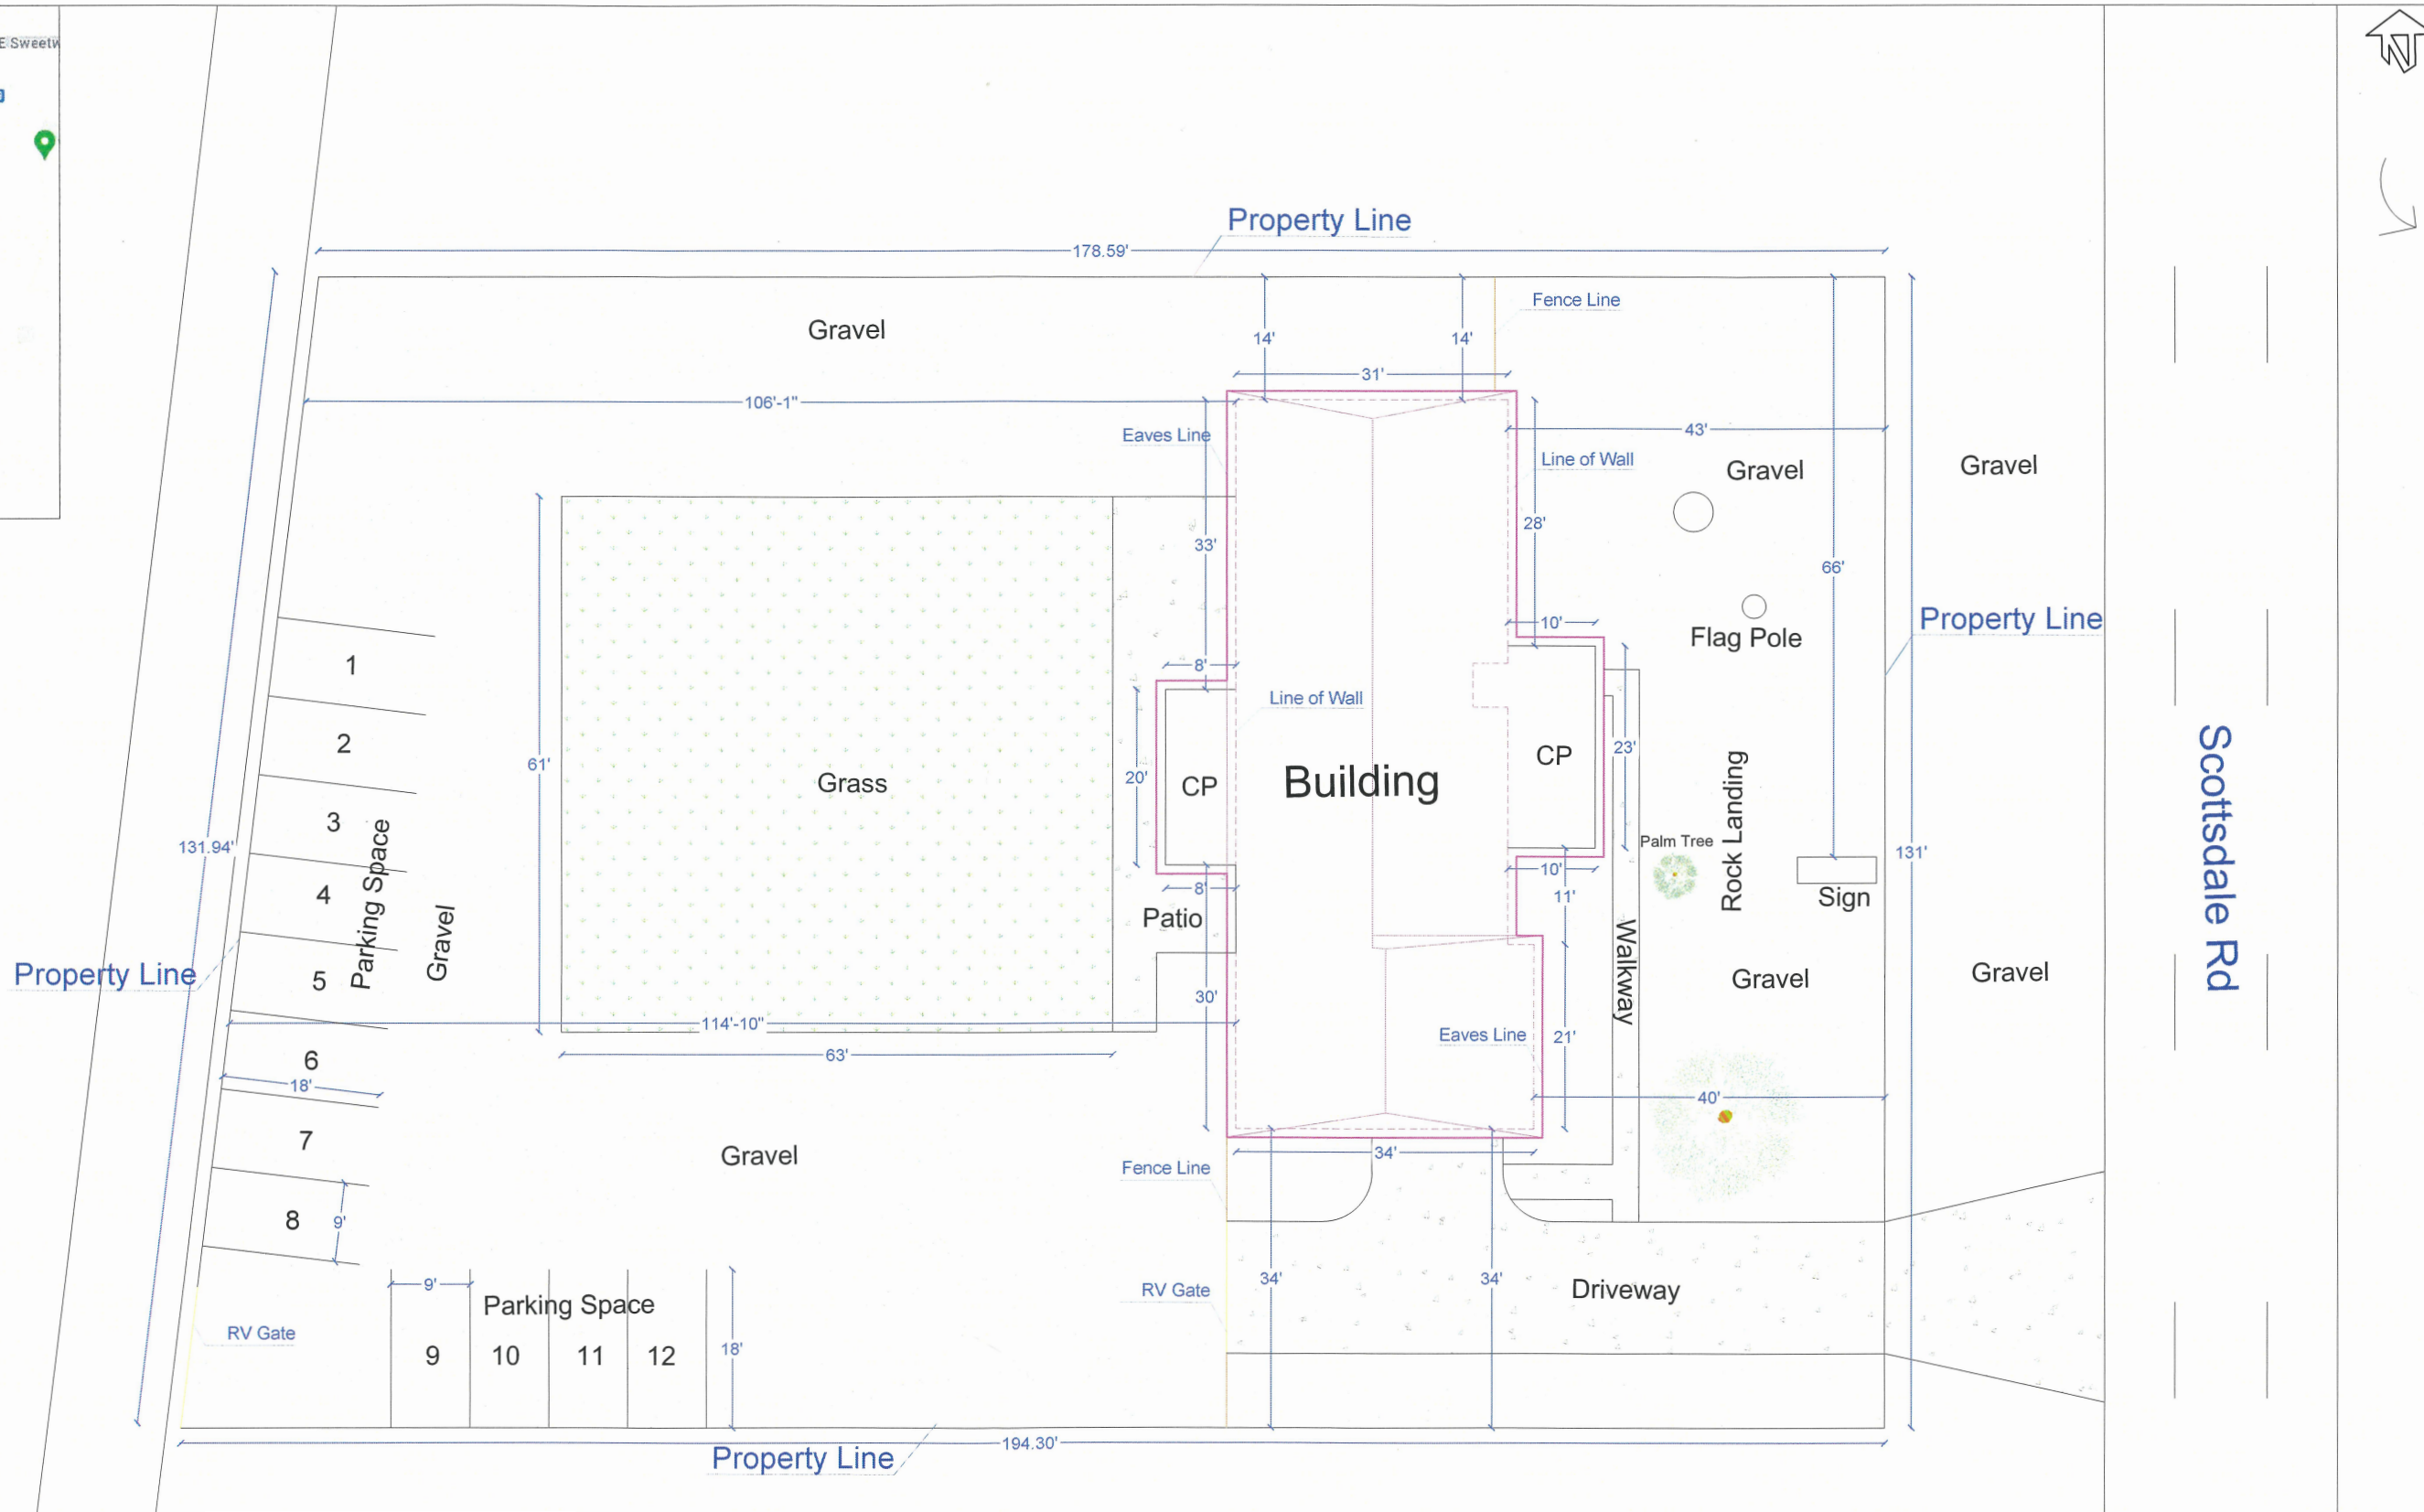 E Sweetw
N
Property Line
178.59'
Fence Line
Gravel
14'
14'
31'
106'-1"
Eaves Line
43'
Line of Wall
Gravel
Gravel
28'
33'
66'
10'
Property Line
Flag Pole
1
8'
Line of Wall
2
23'
CP
61'
20'
CP
Building
Grass
Rock Landing
Scottsdale Rd
3
Parking Space
131.94'
Palm Tree
131'
10'
4
8'
11'
Sign
Patio
Gravel
Walkway
Property Line
5
Gravel
Gravel
30'
114'-10"
Eaves Line
21'
63'
6
18'
40'
7
Gravel
34'
Fence Line
8
9'
34'
34'
9'
RV Gate
Driveway
Parking Space
RV Gate
18'
9
10
11
12
194.30'
Property Line